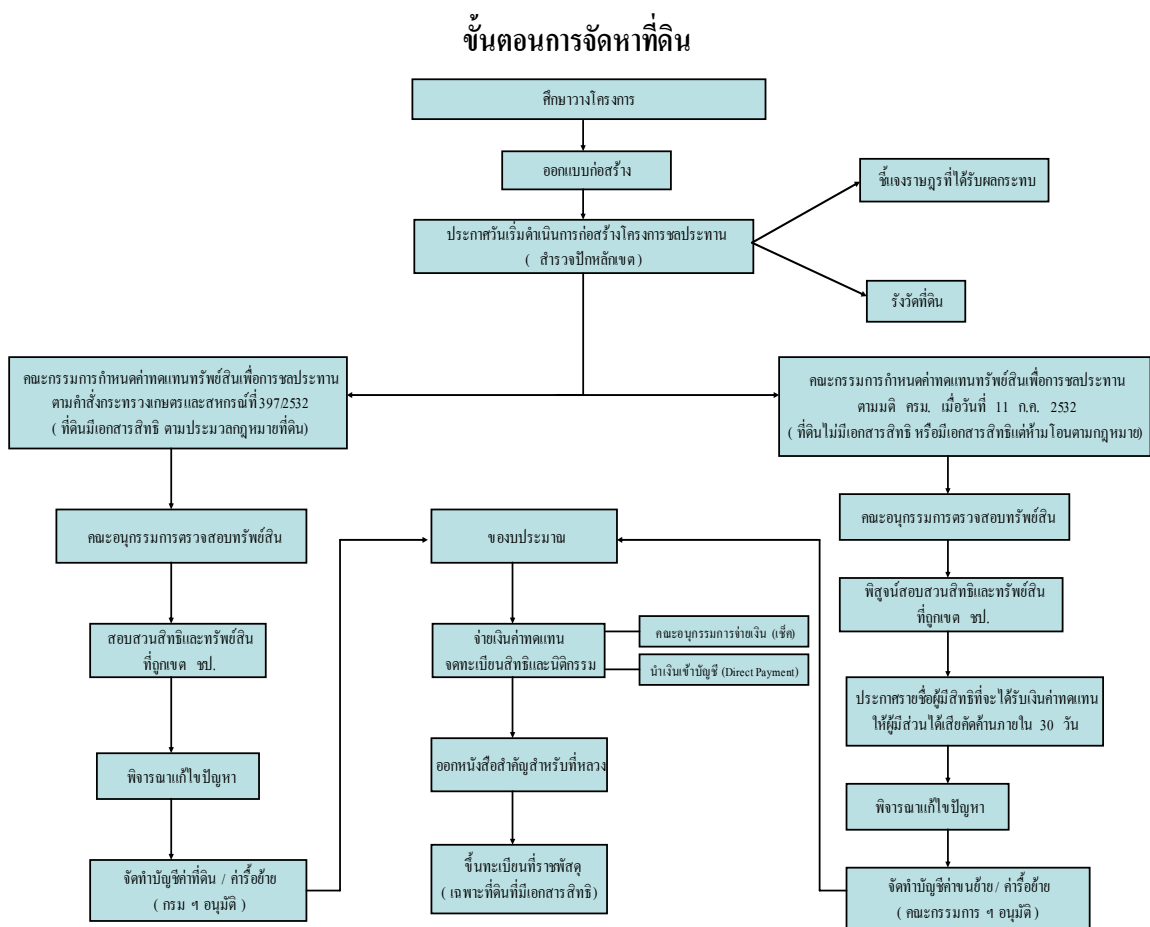 ขั้นตอนการจัดหาที่ดิน
ศึกษาวางโครงการ
ออกแบบก่อสร้าง
ชี้แจงราษฎรที่ได้รับผลกระทบ
ประกาศวันเริ่มดำเนินการก่อสร้างโครงการชลประทาน
( สำรวจปักหลักเขต )
รังวัดที่ดิน
คณะกรรมการกำหนดค่าทดแทนทรัพย์สินเพื่อการชลประทาน
ตามคำสั่งกระทรวงเกษตรและสหกรณ์ที่ 397/2532
( ที่ดินมีเอกสารสิทธิ ตามประมวลกฎหมายที่ดิน)
คณะกรรมการกำหนดค่าทดแทนทรัพย์สินเพื่อการชลประทาน
ตามมติ ครม. เมื่อวันที่ 11 ก.ค. 2532
( ที่ดินไม่มีเอกสารสิทธิ หรือมีเอกสารสิทธิแต่ห้ามโอนตามกฎหมาย)
คณะอนุกรรมการตรวจสอบทรัพย์สิน
สอบสวนสิทธิและทรัพย์สิน
ที่ถูกเขต ชป.
พิจารณาแก้ไขปัญหา
จัดทำบัญชีค่าที่ดิน / ค่ารื้อย้าย
( กรม ฯ อนุมัติ )
ของบประมาณ
จ่ายเงินค่าทดแทน
จดทะเบียนสิทธิและนิติกรรม
คณะอนุกรรมการจ่ายเงิน (เช็ค)
นำเงินเข้าบัญชี (Direct Payment)
ออกหนังสือสำคัญสำหรับที่หลวง
ขึ้นทะเบียนที่ราชพัสดุ
( เฉพาะที่ดินที่มีเอกสารสิทธิ)
คณะอนุกรรมการตรวจสอบทรัพย์สิน
พิสูจน์สอบสวนสิทธิและทรัพย์สิน
ที่ถูกเขต ชป.
ประกาศรายชื่อผู้มีสิทธิที่จะได้รับเงินค่าทดแทน
ให้ผู้มีส่วนได้เสียคัดค้านภายใน 30 วัน
พิจารณาแก้ไขปัญหา
จัดทำบัญชีค่าขนย้าย/ ค่ารื้อย้าย
( คณะกรรมการ ฯ อนุมัติ )